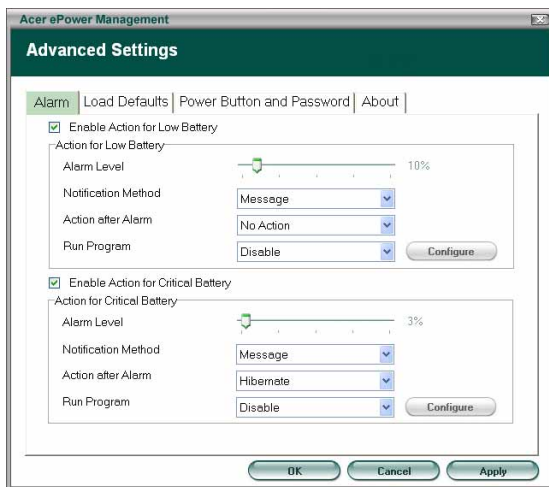 Acer ePower Management
Advanced Settings
Alarm Load Defaults Power Button and Password About
Enable Action for Low Battery
Action for Low Battery
Alarm Level 10%
Notification Method Message
Action after Alarm No Action
Run Program Disable Configure
Enable Action for Critical Battery
Action for Critical Battery
Alarm Level 3%
Notification Method Message
Action after Alarm Hibernate
Run Program Disable Configure
OK Cancel Apply